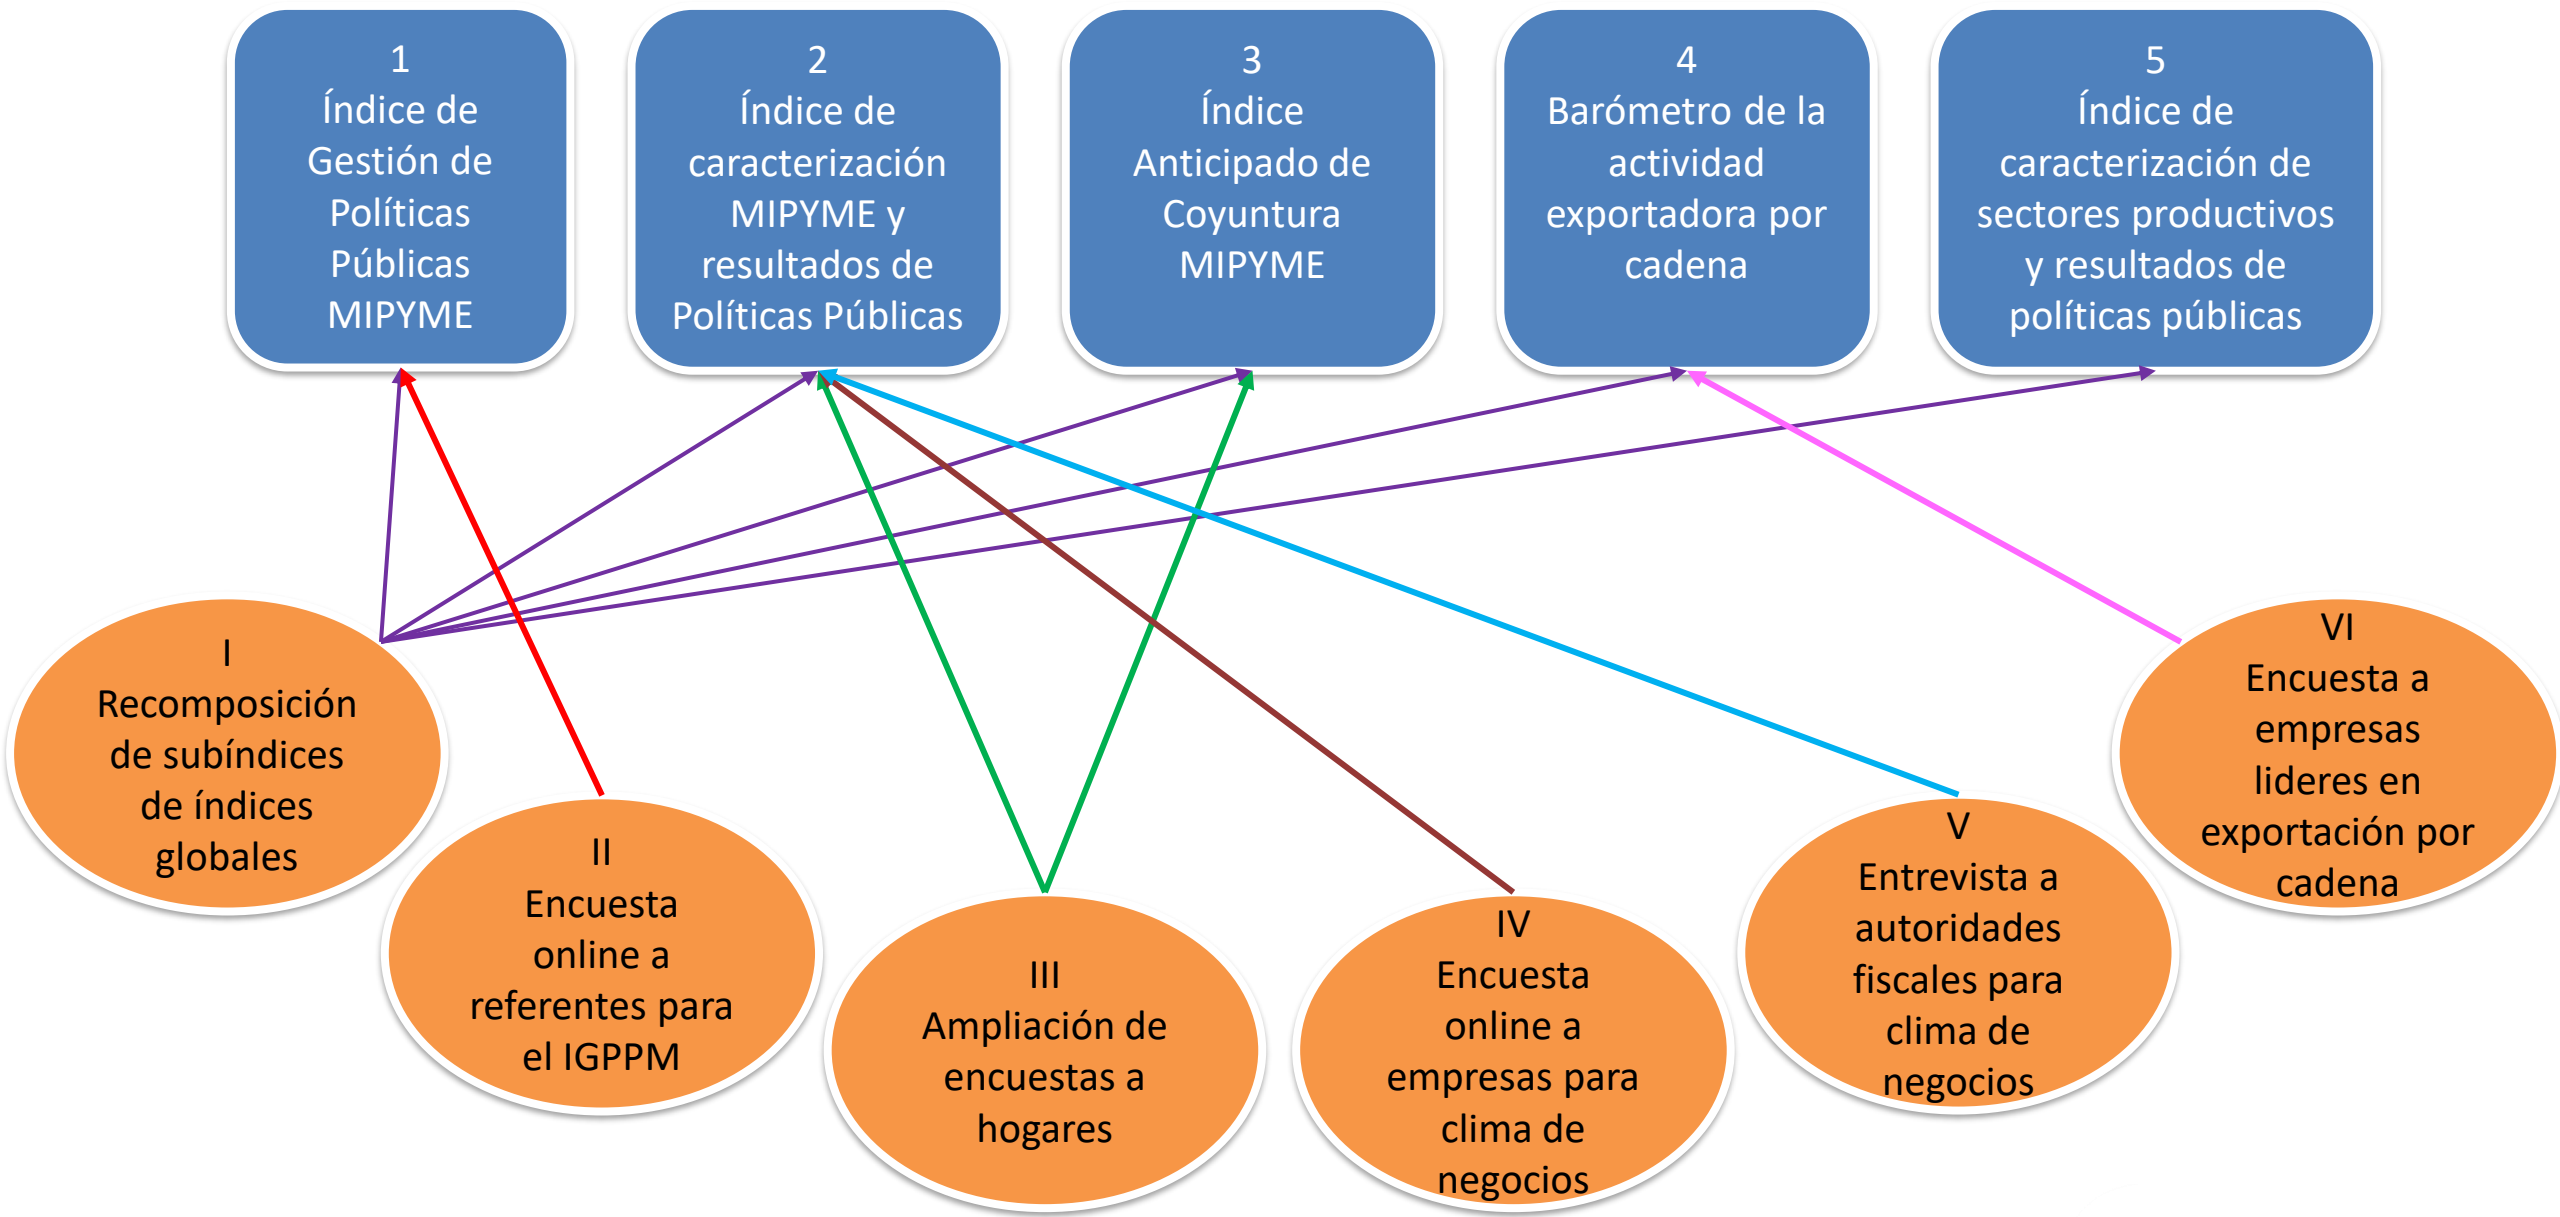 1
Índice de
Gestión de
Políticas
Públicas
MIPYME
2
Índice de
caracterización
MIPYME y
resultados de
Políticas Públicas
3
Índice
Anticipado de
Coyuntura
MIPYME
4
Barómetro de la
actividad
exportadora por
cadena
5
Índice de
caracterización de
sectores productivos
y resultados de
políticas públicas
I
Recomposición
de subíndices
de índices
globales
II
Encuesta
online a
referentes para
el IGPPM
III
Ampliación de
encuestas a
hogares
IV
Encuesta
online a
empresas para
clima de
negocios
V
Entrevista a
autoridades
fiscales para
clima de
negocios
VI
Encuesta a
empresas
lideres en
exportación por
cadena